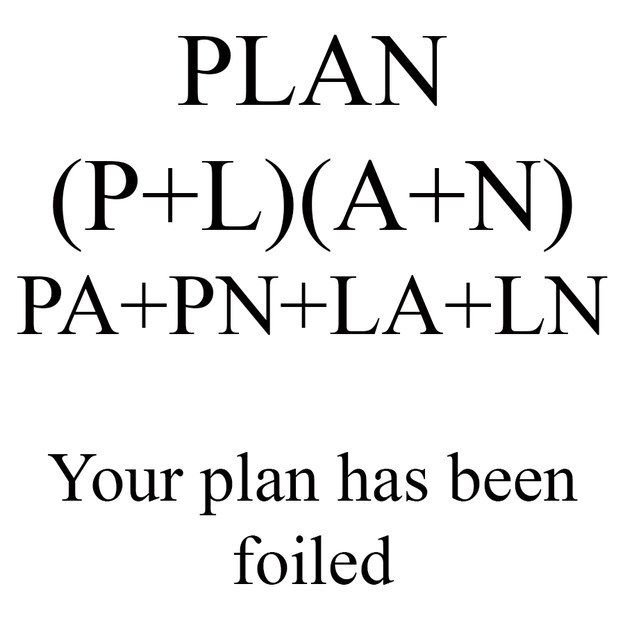 PLAN
(P+L)(A+N)
PA+PN+LA+LN
Your plan has been
foiled